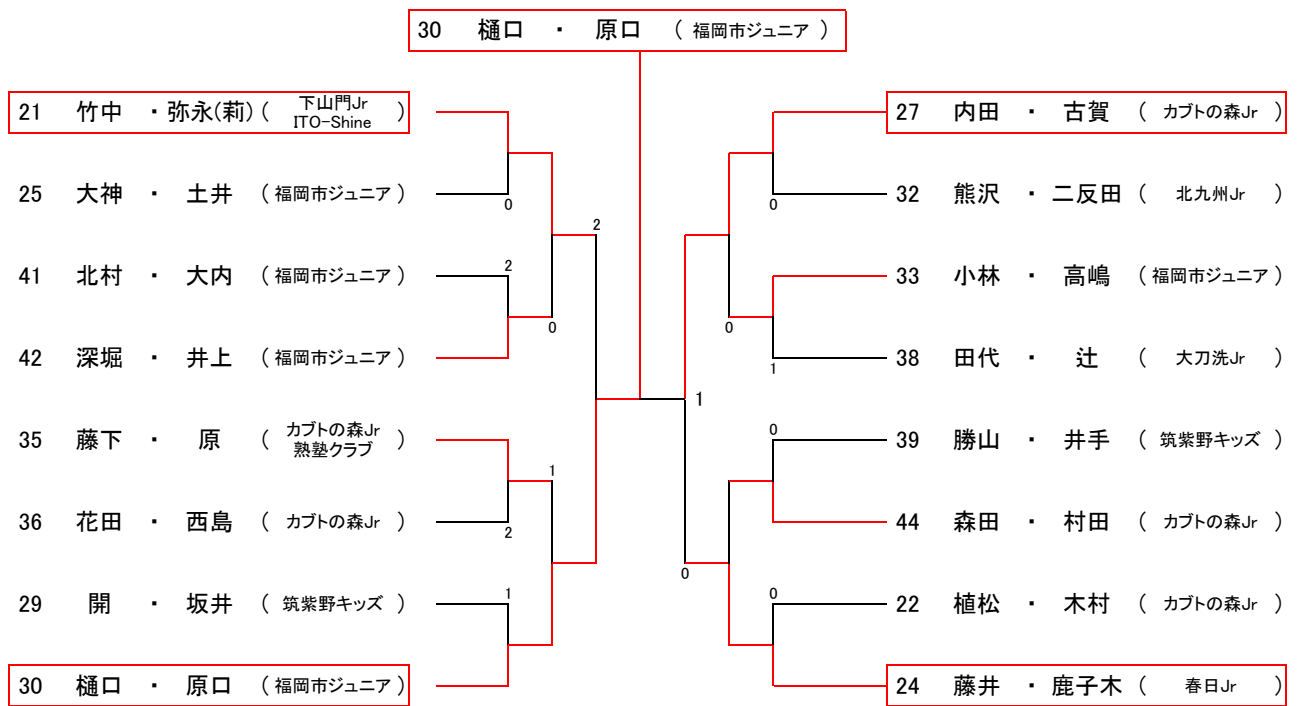 30 樋口 ・ 原口 ( 福岡市ジュニア )
21 竹中 ・ 弥永(莉) ( 下山門Jr
ITO-Shine )
27 内田 ・ 古賀 ( カブトの森Jr )
25 大神 ・ 土井 ( 福岡市ジュニア )
0
32 熊沢 ・ 二反田 ( 北九州Jr )
0
2
41 北村 ・ 大内 ( 福岡市ジュニア )
2
33 小林 ・ 高嶋 ( 福岡市ジュニア )
0
0
42 深堀 ・ 井上 ( 福岡市ジュニア )
38 田代 ・ 辻 ( 大刀洗Jr )
1
1
35 藤下 ・ 原 ( カブトの森Jr
熟塾クラブ )
0
39 勝山 ・ 井手 ( 筑紫野キッズ )
1
36 花田 ・ 西島 ( カブトの森Jr )
2
44 森田 ・ 村田 ( カブトの森Jr )
0
29 開 ・ 坂井 ( 筑紫野キッズ )
1
0
22 植松 ・ 木村 ( カブトの森Jr )
30 樋口 ・ 原口 ( 福岡市ジュニア )
24 藤井 ・ 鹿子木 ( 春日Jr )